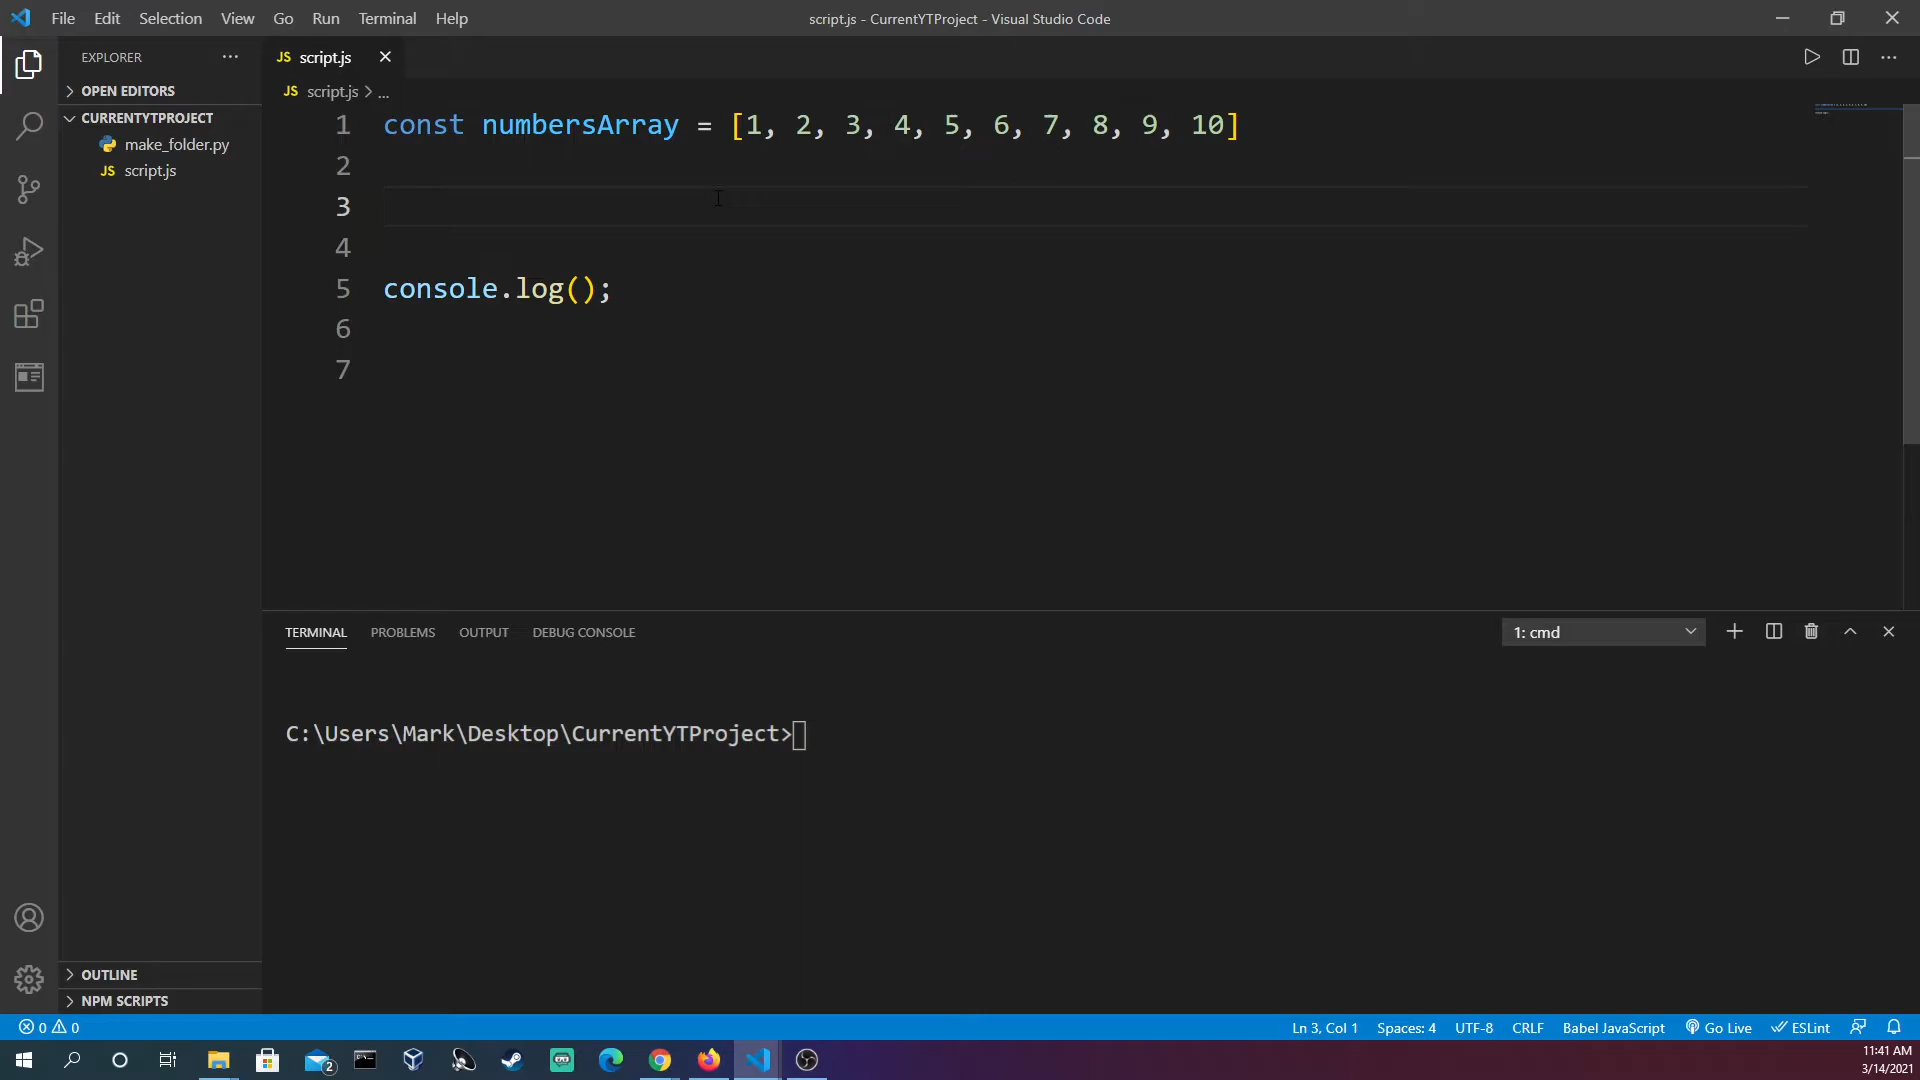 File Edit Selection View Go Run Terminal Help
script.js - CurrentYTProject - Visual Studio Code
EXPLORER
OPEN EDITORS
CURRENTYTPROJECT
make_folder.py
JS script.js
JS script.js
JS script.js > ...
1 const numbersArray = [1, 2, 3, 4, 5, 6, 7, 8, 9, 10]
2
3
4
5 console.log();
6
7
TERMINAL PROBLEMS OUTPUT DEBUG CONSOLE
1: cmd
C:\Users\Mark\Desktop\CurrentYTProject>
OUTLINE
NPM SCRIPTS
0 0
Ln 3, Col 1 Spaces: 4 UTF-8 CRLF Babel JavaScript Go Live ESLint
2
11:41 AM
3/14/2021